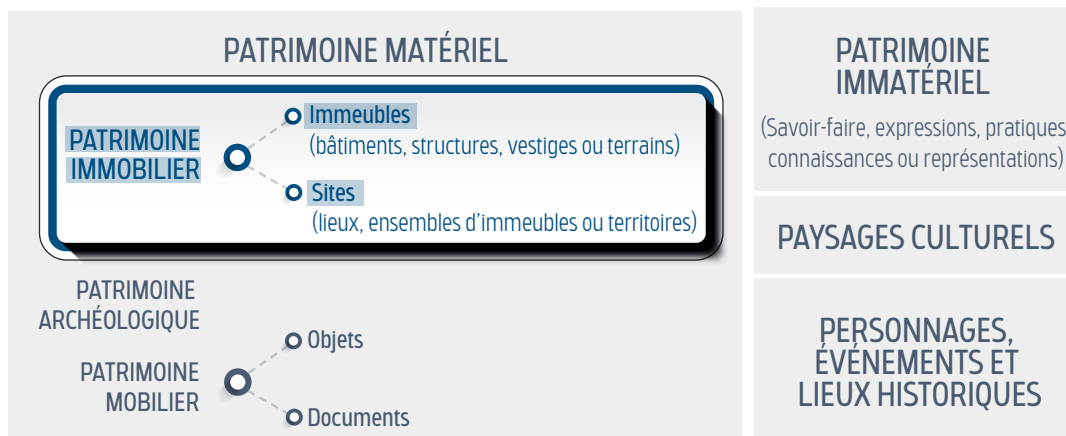 PATRIMOINE MATÉRIEL
PATRIMOINE
IMMOBILIER
Immeubles
(bâtiments, structures, vestiges ou terrains)
Sites
(lieux, ensembles d'immeubles ou territoires)
PATRIMOINE
ARCHÉOLOGIQUE
PATRIMOINE
MOBILIER
Objets
Documents
PATRIMOINE
IMMATÉRIEL
(Savoir-faire, expressions, pratiques
connaissances ou représentations)
PAYSAGES CULTURELS
PERSONNAGES,
ÉVÉNEMENTS ET
LIEUX HISTORIQUES